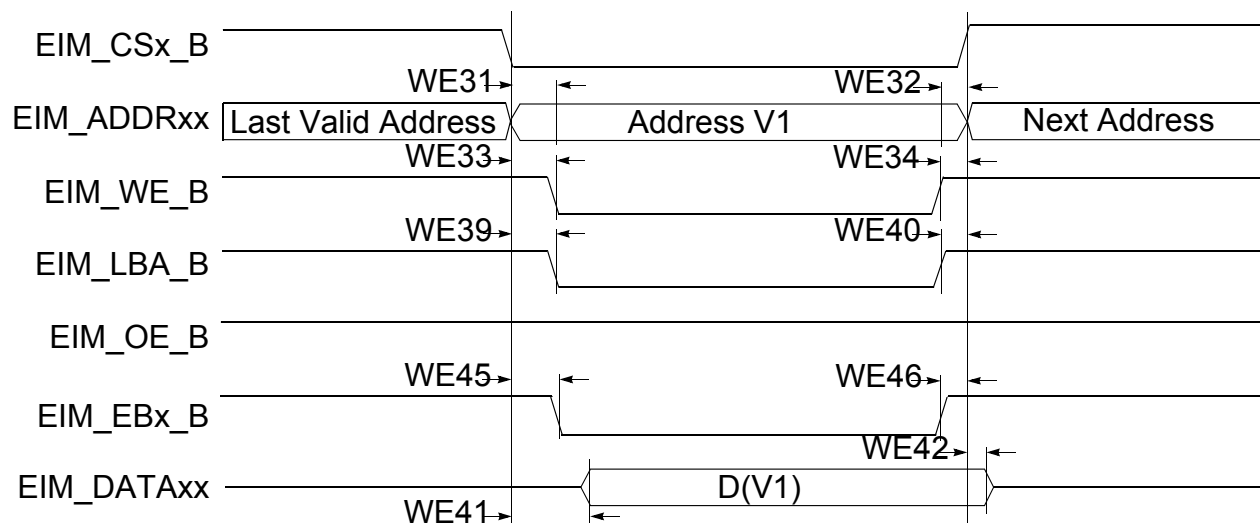 EIM_CSx_B
WE31 WE32
EIM_ADDRxx Last Valid Address Address V1 Next Address
WE33 WE34
EIM_WE_B
WE39 WE40
EIM_LBA_B
EIM_OE_B
WE45 WE46
EIM_EBx_B
WE42
EIM_DATAxx D(V1)
WE41